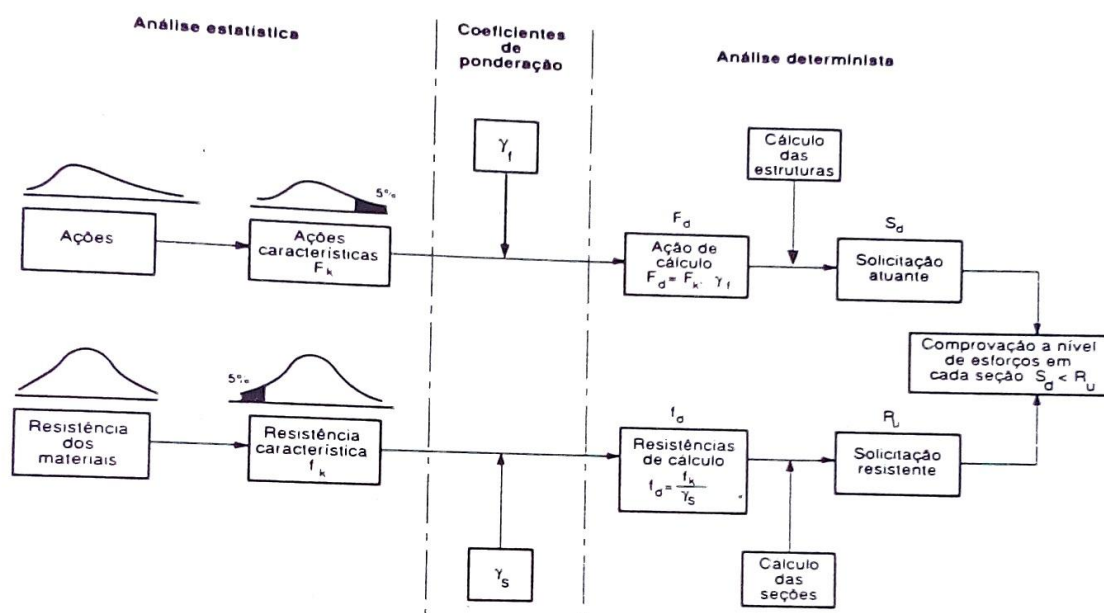 Análise estatística
Coeficientes
de
ponderação
Análise determinista
γf
Cálculo
das
estruturas
5%
Ações
Ações
características
Fk
Fd
Ação de
cálculo
Fd = Fk. γf
Sd
Solicitação
atuante
Comprovação a nível
de esforços em
cada seção Sd < Ru
5%
Resistência
dos
materiais
Resistência
característica
fk
fd
Resistências
de cálculo
fd = fk
γs
Ru
Solicitação
resistente
γs
Calculo
das
seções